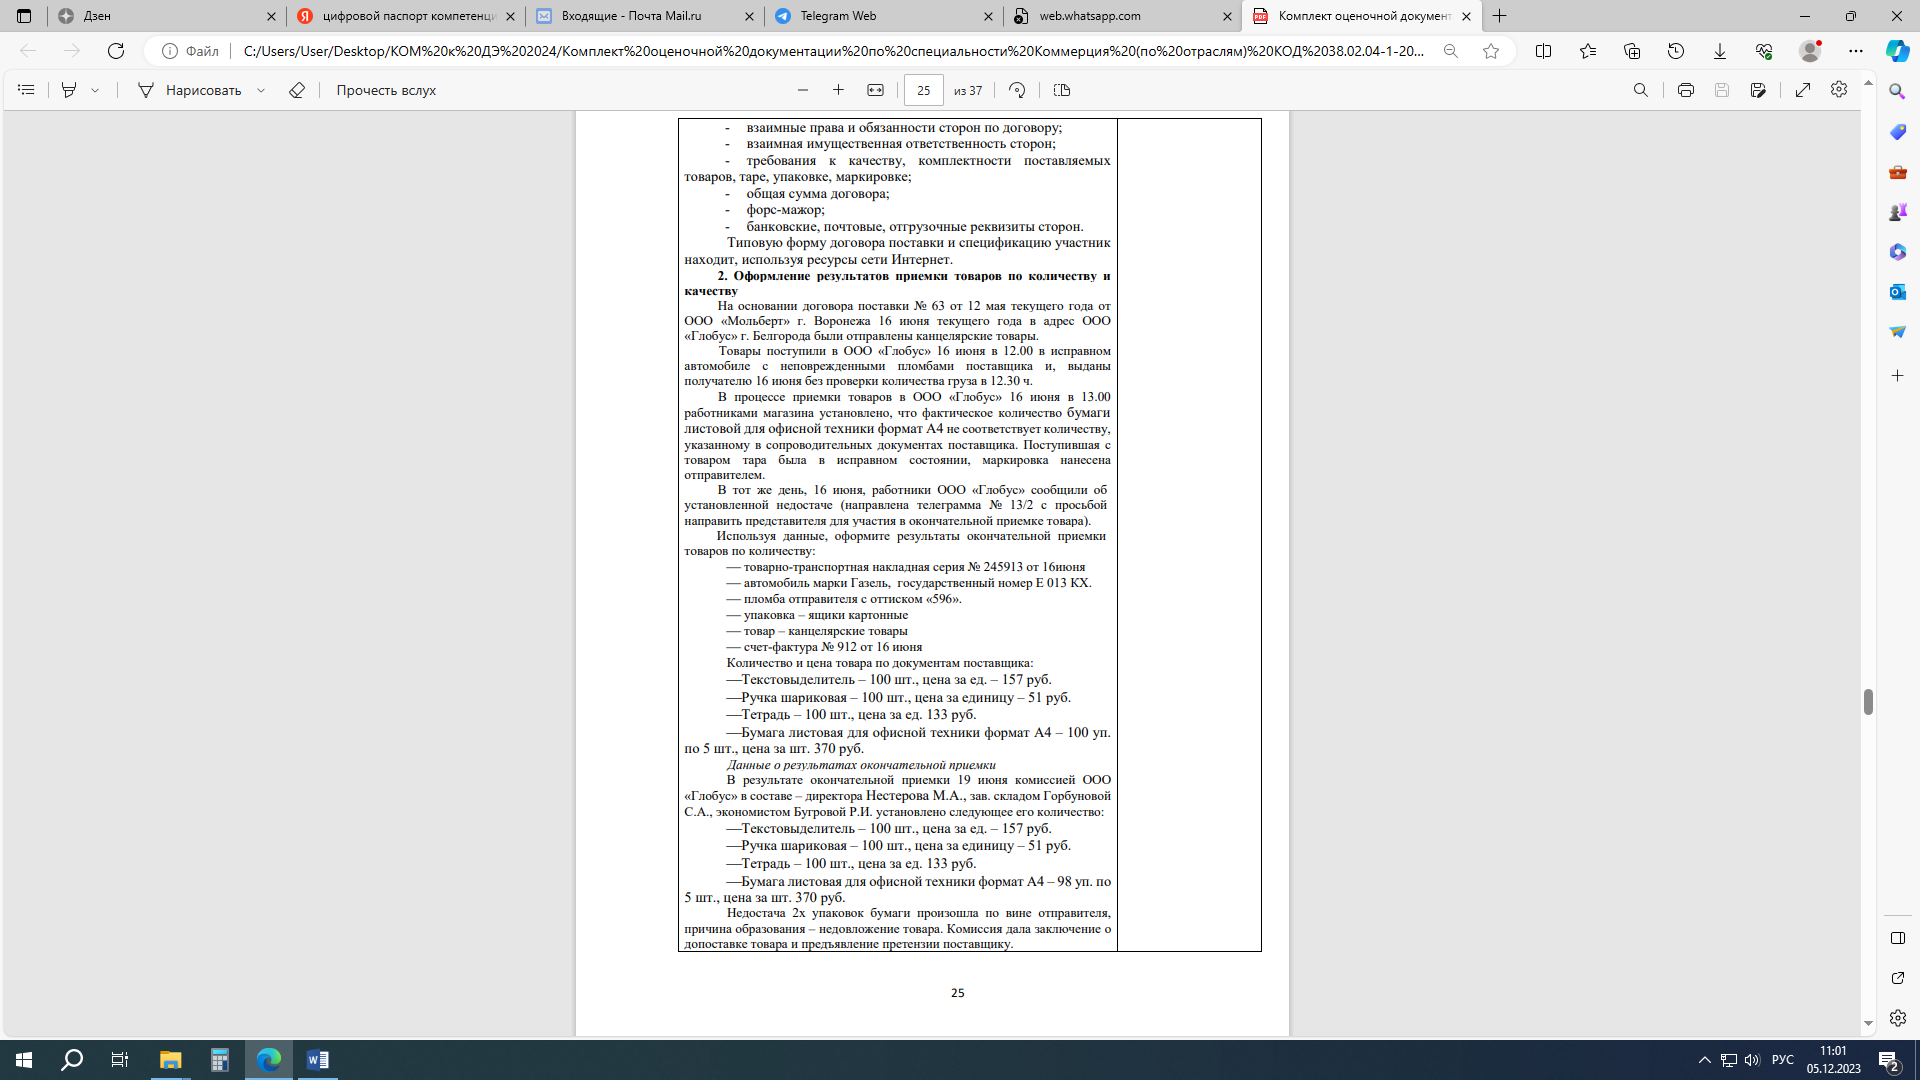 Дзен
цифровой паспорт компетенци
Входящие - Почта Mail.ru
Telegram Web
web.whatsapp.com
Комплект оценочной документ
Файл
C:/Users/User/Desktop/КОМ%20к%20ДЭ%202024/Комплект%20оценочной%20документации%20по%20специальности%20Коммерция%20(по%20отраслям)%20КОД%2038.02.04-1-20...
Нарисовать
Прочесть вслух
25
из 37
- взаимные права и обязанности сторон по договору;
- взаимная имущественная ответственность сторон;
- требования к качеству, комплектности поставляемых
товаров, таре, упаковке, маркировке;
- общая сумма договора;
- форс-мажор;
- банковские, почтовые, отгрузочные реквизиты сторон.
Типовую форму договора поставки и спецификацию участник
находит, используя ресурсы сети Интернет.
2. Оформление результатов приемки товаров по количеству и
качеству
На основании договора поставки № 63 от 12 мая текущего года от
ООО «Мольберт» г. Воронежа 16 июня текущего года в адрес ООО
«Глобус» г. Белгорода были отправлены канцелярские товары.
Товары поступили в ООО «Глобус» 16 июня в 12.00 в исправном
автомобиле с неповрежденными пломбами поставщика и, выданы
получателю 16 июня без проверки количества груза в 12.30 ч.
В процессе приемки товаров в ООО «Глобус» 16 июня в 13.00
работниками магазина установлено, что фактическое количество бумаги
листовой для офисной техники формат А4 не соответствует количеству,
указанному в сопроводительных документах поставщика. Поступившая с
товаром тара была в исправном состоянии, маркировка нанесена
отправителем.
В тот же день, 16 июня, работники ООО «Глобус» сообщили об
установленной недостаче (направлена телеграмма № 13/2 с просьбой
направить представителя для участия в окончательной приемке товара).
Используя данные, оформите результаты окончательной приемки
товаров по количеству:
— товарно-транспортная накладная серия № 245913 от 16июня
— автомобиль марки Газель, государственный номер Е 013 КХ.
— пломба отправителя с оттиском «596».
— упаковка – ящики картонные
— товар – канцелярские товары
— счет-фактура № 912 от 16 июня
Количество и цена товара по документам поставщика:
—Текстовыделитель – 100 шт., цена за ед. – 157 руб.
—Ручка шариковая – 100 шт., цена за единицу – 51 руб.
—Тетрадь – 100 шт., цена за ед. 133 руб.
—Бумага листовая для офисной техники формат А4 – 100 уп.
по 5 шт., цена за шт. 370 руб.
Данные о результатах окончательной приемки
В результате окончательной приемки 19 июня комиссией ООО
«Глобус» в составе – директора Нестерова М.А., зав. складом Горбуновой
С.А., экономистом Бугровой Р.И. установлено следующее его количество:
—Текстовыделитель – 100 шт., цена за ед. – 157 руб.
—Ручка шариковая – 100 шт., цена за единицу – 51 руб.
—Тетрадь – 100 шт., цена за ед. 133 руб.
—Бумага листовая для офисной техники формат А4 – 98 уп. по
5 шт., цена за шт. 370 руб.
Недостача 2х упаковок бумаги произошла по вине отправителя,
причина образования – недовложение товара. Комиссия дала заключение о
допоставке товара и предъявление претензии поставщику.
25
РУС
11:01
05.12.2023
2